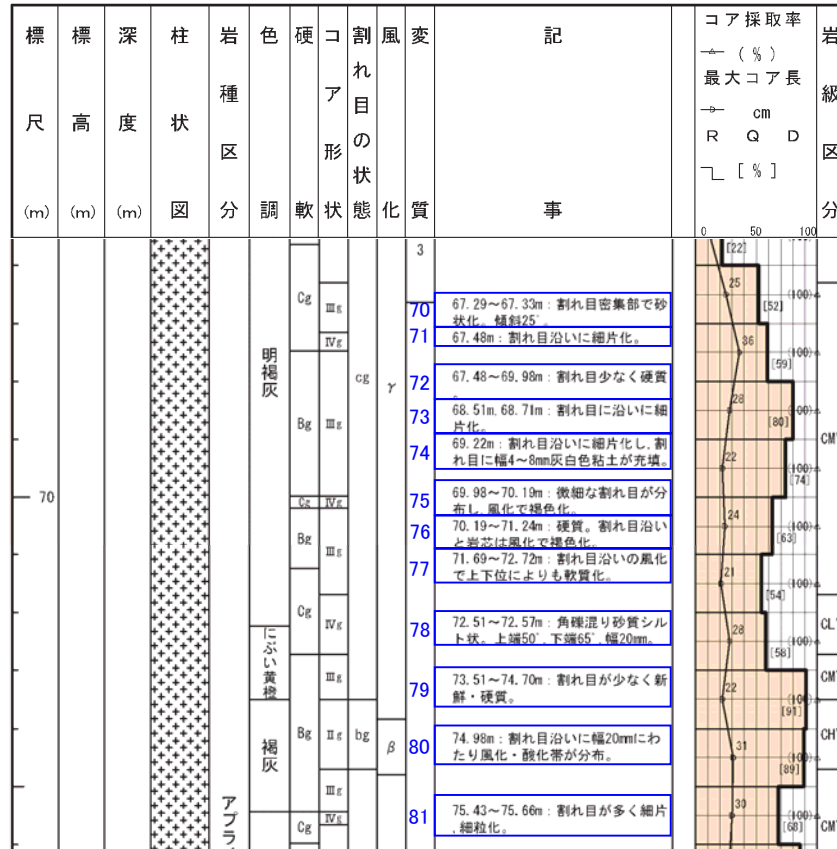 標尺(m)
標高(m)
深度(m)
柱状図
岩種区分
色調
硬軟
コア形状
割れ目の状態
風化
変質
記事
コア採取率
(%)
最大コア長
cm
R Q D
[%]
岩級区分
0 50 100
3
[22]
Cg
Ⅲg
Ⅳg
明褐灰
cg
γ
Bg
Ⅲg
70
Cg
Ⅳg
Bg
Ⅲg
Cg
Ⅳg
にぶい黄橙
Ⅲg
褐灰
Bg
Ⅱg
bg
β
Ⅲg
Ⅳg
Cg
アプラ
70
67.29~67.33m:割れ目密集部で砂
状化。傾斜25°.
71
67.48m:割れ目沿いに細片化。
72
67.48~69.98m:割れ目少なく硬質
.
73
68.51m.68.71m:割れ目に沿いに細
片化。
74
69.22m:割れ目沿いに細片化し.割
れ目に幅4~8mm灰白色粘土が充填。
75
69.98~70.19m:微細な割れ目が分
布し.風化で褐色化。
76
70.19~71.24m:硬質。割れ目沿い
と岩芯は風化で褐色化。
77
71.69~72.72m:割れ目沿いの風化
で上下位によりも軟質化。
78
72.51~72.57m:角礫混り砂質シル
ト状。上端50°.下端65°.幅20mm。
79
73.51~74.70m:割れ目が少なく新
鮮・硬質。
80
74.98m:割れ目沿いに幅20mmにわ
たり風化・酸化帯が分布。
81
75.43~75.66m:割れ目が多く細片
.細粒化。
25 (100)
[52]
36 (100)
[59]
28 (100)
[80]
CM
22 (100)
[74]
24 (100)
[63]
21 (100)
[54]
28 (100)
CL
[58]
22 (100)
CM
[91]
31 (100)
CH
[89]
30 (100)
[68]
CM